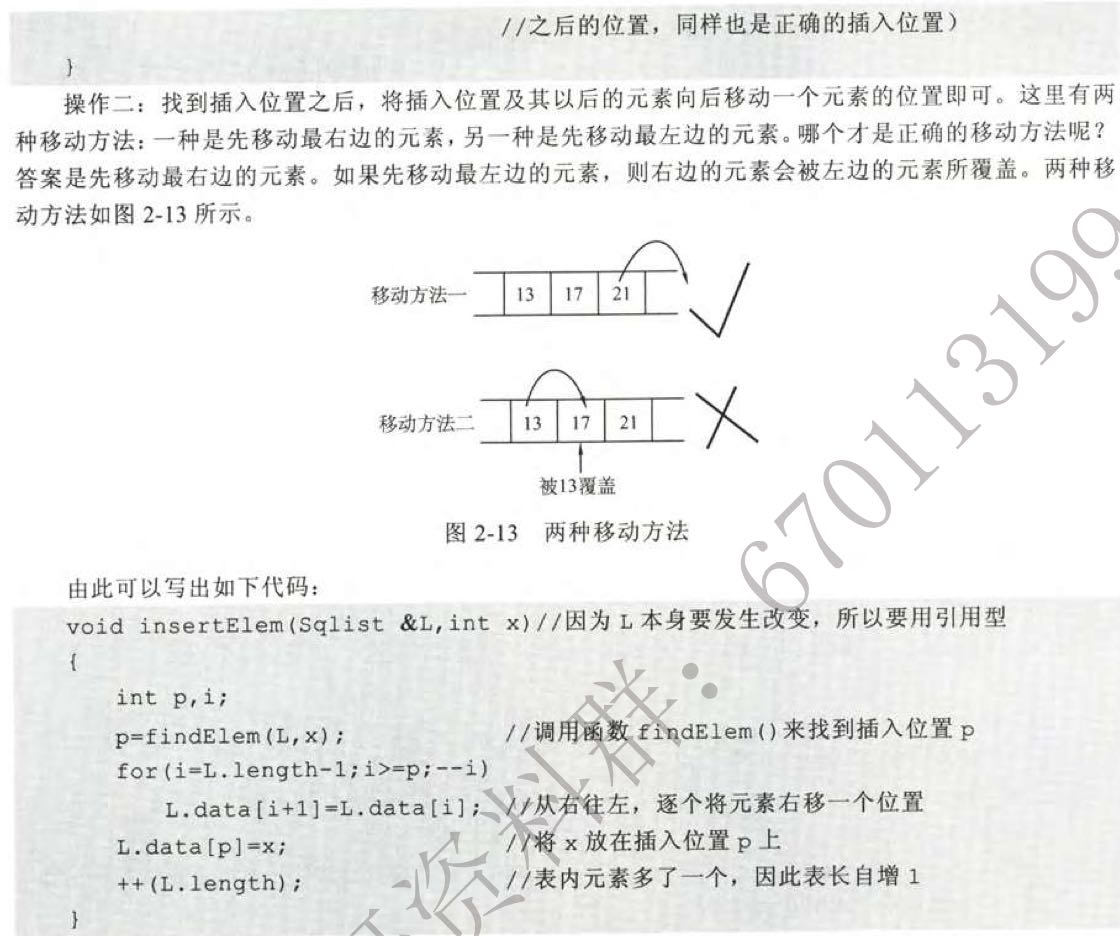 //之后的位置，同样也是正确的插入位置）
}
操作二：找到插入位置之后，将插入位置及其以后的元素向后移动一个元素的位置即可。这里有两
种移动方法：一种是先移动最右边的元素，另一种是先移动最左边的元素。哪个才是正确的移动方法呢？
答案是先移动最右边的元素。如果先移动最左边的元素，则右边的元素会被左边的元素所覆盖。两种移
动方法如图 2-13 所示。
移动方法一 13 17 21
移动方法二 13 17 21
被13覆盖
图 2-13 两种移动方法
由此可以写出如下代码：
void insertElem(Sqlist &L,int x)//因为 L 本身要发生改变，所以要用引用型
{
int p,i;
p=findElem(L,x); //调用函数 findElem()来找到插入位置 p
for(i=L.length-1;i>=p;--i)
L.data[i+1]=L.data[i]; //从右往左，逐个将元素右移一个位置
L.data[p]=x; //将 x 放在插入位置 p 上
++(L.length); //表内元素多了一个，因此表长自增 1
}
资料群：670113199